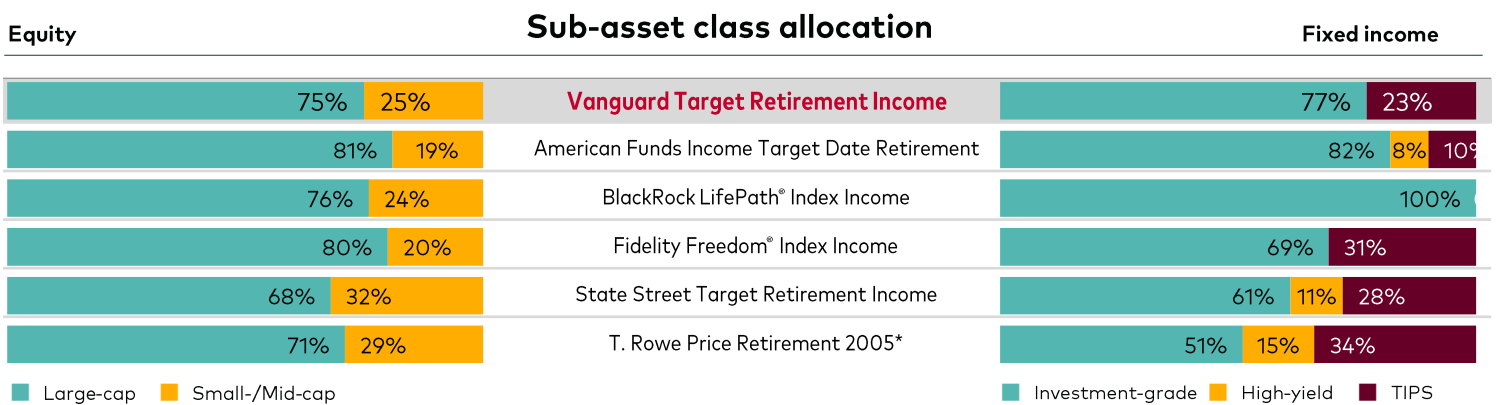 Sub-asset class allocation
Equity Fixed income
75% 25% Vanguard Target Retirement Income 77% 23%
81% 19% American Funds Income Target Date Retirement 82% 8% 10%
76% 24% BlackRock LifePath® Index Income 100%
80% 20% Fidelity Freedom® Index Income 69% 31%
68% 32% State Street Target Retirement Income 61% 11% 28%
71% 29% T. Rowe Price Retirement 2005* 51% 15% 34%
Large-cap Small-/Mid-cap Investment-grade High-yield TIPS